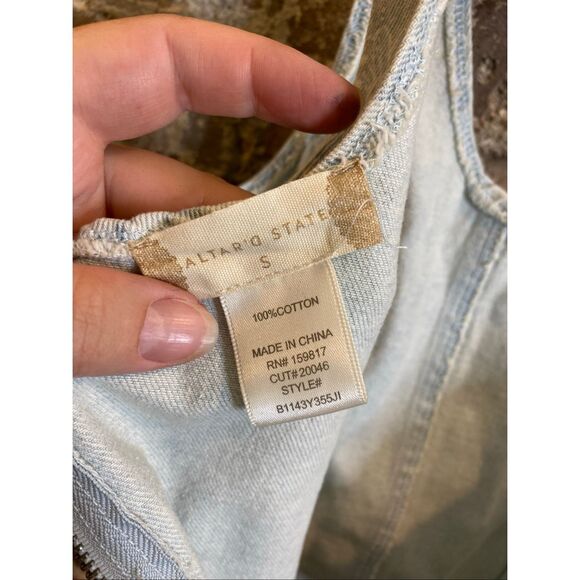 ALTAR'D STATE
S
100%COTTON
MADE IN CHINA
RN# 159817
CUT#20046
STYLE#
B1143Y355JI